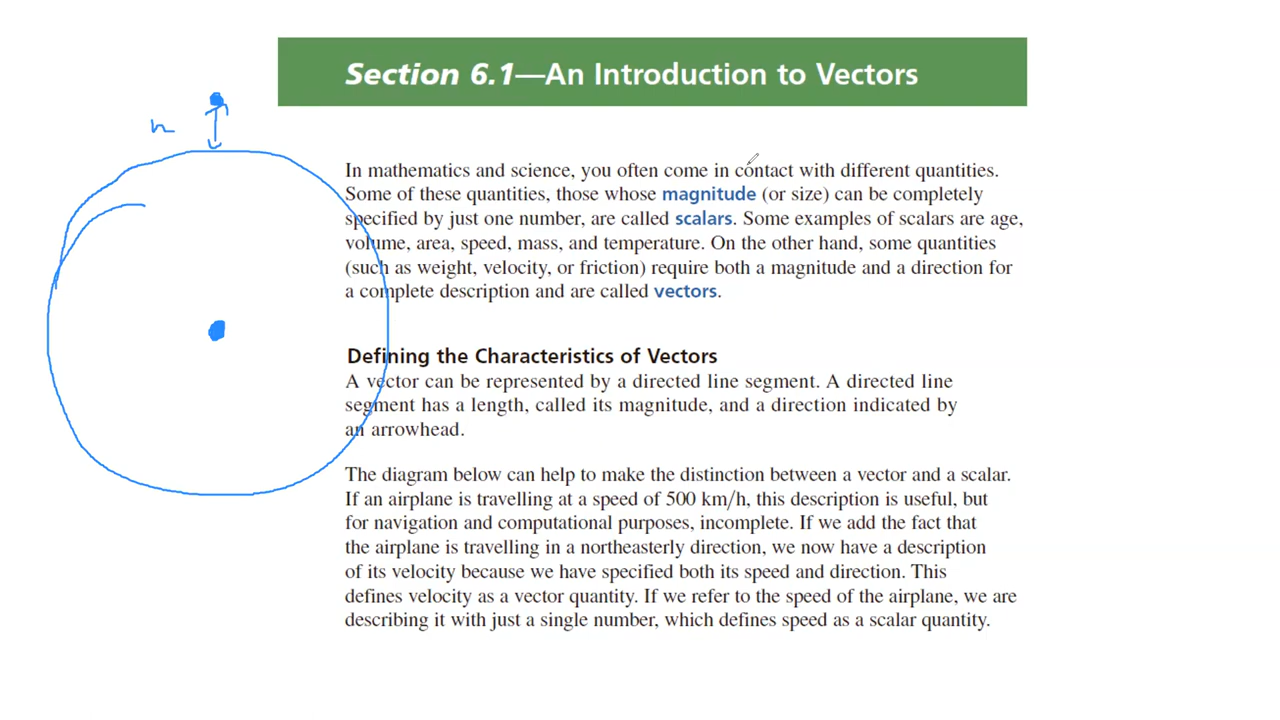 Section 6.1—An Introduction to Vectors
h
In mathematics and science, you often come in contact with different quantities.
Some of these quantities, those whose magnitude (or size) can be completely
specified by just one number, are called scalars. Some examples of scalars are age,
volume, area, speed, mass, and temperature. On the other hand, some quantities
(such as weight, velocity, or friction) require both a magnitude and a direction for
a complete description and are called vectors.
Defining the Characteristics of Vectors
A vector can be represented by a directed line segment. A directed line
segment has a length, called its magnitude, and a direction indicated by
an arrowhead.
The diagram below can help to make the distinction between a vector and a scalar.
If an airplane is travelling at a speed of 500 km/h, this description is useful, but
for navigation and computational purposes, incomplete. If we add the fact that
the airplane is travelling in a northeasterly direction, we now have a description
of its velocity because we have specified both its speed and direction. This
defines velocity as a vector quantity. If we refer to the speed of the airplane, we are
describing it with just a single number, which defines speed as a scalar quantity.